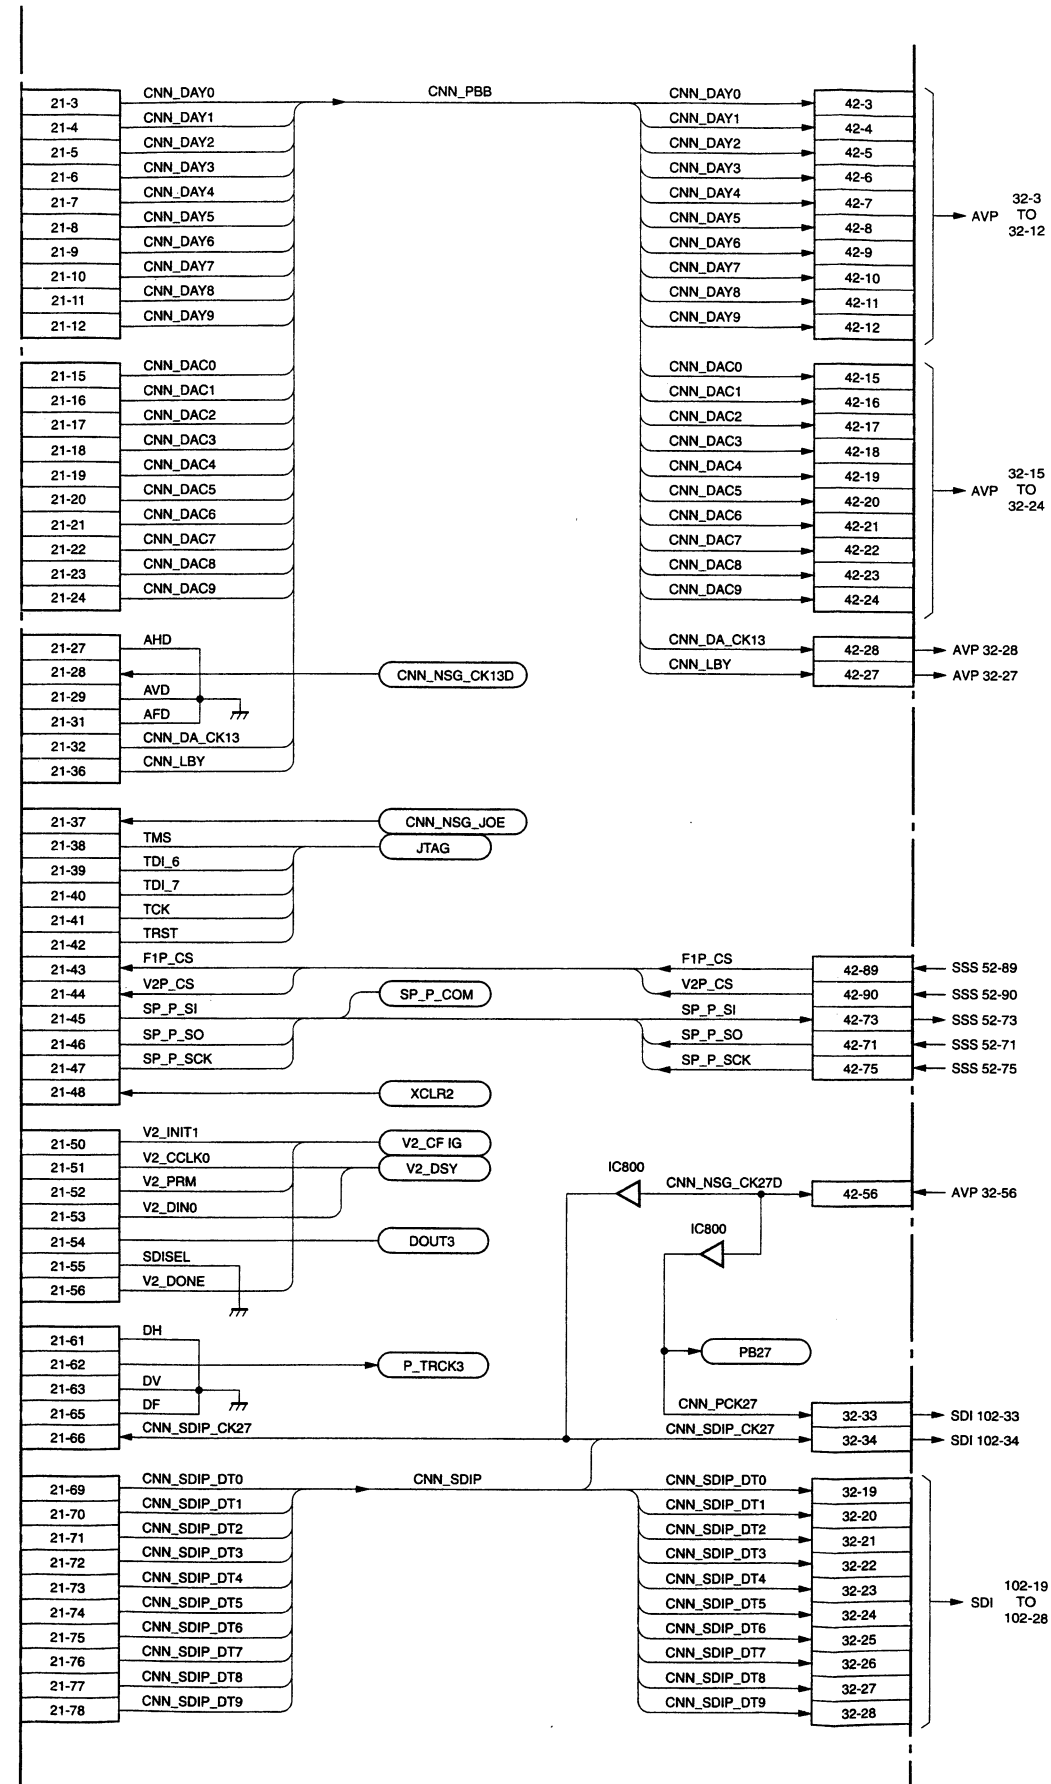 21-3 CNN_DAY0 CNN_PBB CNN_DAY0 42-3
21-4 CNN_DAY1 CNN_DAY1 42-4
21-5 CNN_DAY2 CNN_DAY2 42-5
21-6 CNN_DAY3 CNN_DAY3 42-6
21-7 CNN_DAY4 CNN_DAY4 42-7
21-8 CNN_DAY5 CNN_DAY5 42-8
21-9 CNN_DAY6 CNN_DAY6 42-9
21-10 CNN_DAY7 CNN_DAY7 42-10
21-11 CNN_DAY8 CNN_DAY8 42-11
21-12 CNN_DAY9 CNN_DAY9 42-12
AVP 32-3
TO
32-12
21-15 CNN_DAC0 CNN_DAC0 42-15
21-16 CNN_DAC1 CNN_DAC1 42-16
21-17 CNN_DAC2 CNN_DAC2 42-17
21-18 CNN_DAC3 CNN_DAC3 42-18
21-19 CNN_DAC4 CNN_DAC4 42-19
21-20 CNN_DAC5 CNN_DAC5 42-20
21-21 CNN_DAC6 CNN_DAC6 42-21
21-22 CNN_DAC7 CNN_DAC7 42-22
21-23 CNN_DAC8 CNN_DAC8 42-23
21-24 CNN_DAC9 CNN_DAC9 42-24
AVP 32-15
TO
32-24
21-27 AHD CNN_DA_CK13 42-28 AVP 32-28
21-28 CNN_NSG_CK13D CNN_LBY 42-27 AVP 32-27
21-29 AVD
21-31 AFD
21-32 CNN_DA_CK13
21-36 CNN_LBY
21-37 CNN_NSG_JOE
21-38 TMS JTAG
21-39 TDI_6
21-40 TDI_7
21-41 TCK
21-42 TRST
21-43 F1P_CS F1P_CS 42-89 SSS 52-89
21-44 V2P_CS SP_P_COM V2P_CS 42-90 SSS 52-90
21-45 SP_P_SI SP_P_SI 42-73 SSS 52-73
21-46 SP_P_SO SP_P_SO 42-71 SSS 52-71
21-47 SP_P_SCK SP_P_SCK 42-75 SSS 52-75
21-48 XCLR2
21-50 V2_INIT1 V2_CF IG
21-51 V2_CCLK0 V2_DSY
21-52 V2_PRM IC800 CNN_NSG_CK27D 42-56 AVP 32-56
21-53 V2_DIN0
21-54 DOUT3 IC800
21-55 SDISEL
21-56 V2_DONE
21-61 DH
21-62 P_TRCK3 PB27
21-63 DV
21-65 DF CNN_PCK27 32-33 SDI 102-33
21-66 CNN_SDIP_CK27 CNN_SDIP_CK27 32-34 SDI 102-34
21-69 CNN_SDIP_DT0 CNN_SDIP CNN_SDIP_DT0 32-19
21-70 CNN_SDIP_DT1 CNN_SDIP_DT1 32-20
21-71 CNN_SDIP_DT2 CNN_SDIP_DT2 32-21
21-72 CNN_SDIP_DT3 CNN_SDIP_DT3 32-22
21-73 CNN_SDIP_DT4 CNN_SDIP_DT4 32-23
21-74 CNN_SDIP_DT5 CNN_SDIP_DT5 32-24
21-75 CNN_SDIP_DT6 CNN_SDIP_DT6 32-25
21-76 CNN_SDIP_DT7 CNN_SDIP_DT7 32-26
21-77 CNN_SDIP_DT8 CNN_SDIP_DT8 32-27
21-78 CNN_SDIP_DT9 CNN_SDIP_DT9 32-28
SDI 102-19
TO
102-28